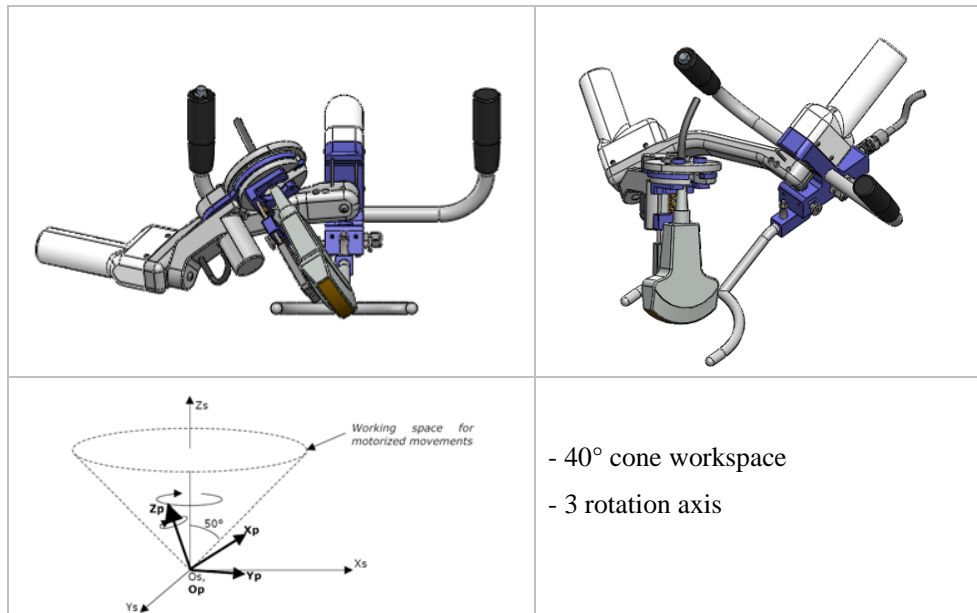 Zs
Working space for
motorized movements
Zp
50°
Xp
Xs
Os,
Yp
Op
Ys
- 40° cone workspace
- 3 rotation axis